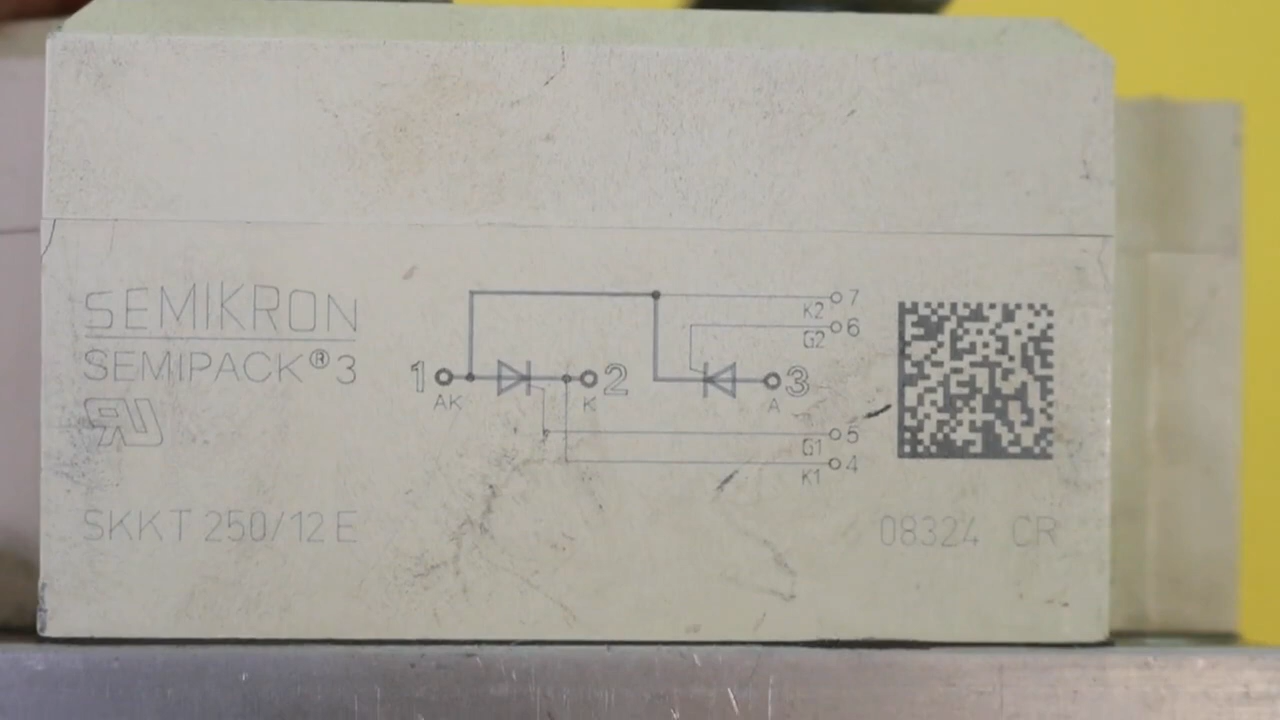 SEMIKRON
SEMIPACK® 3
SKKT 250/12 E
1 AK
2 K
3 A
K2 7
G2 6
G1 5
K1 4
08324 CR